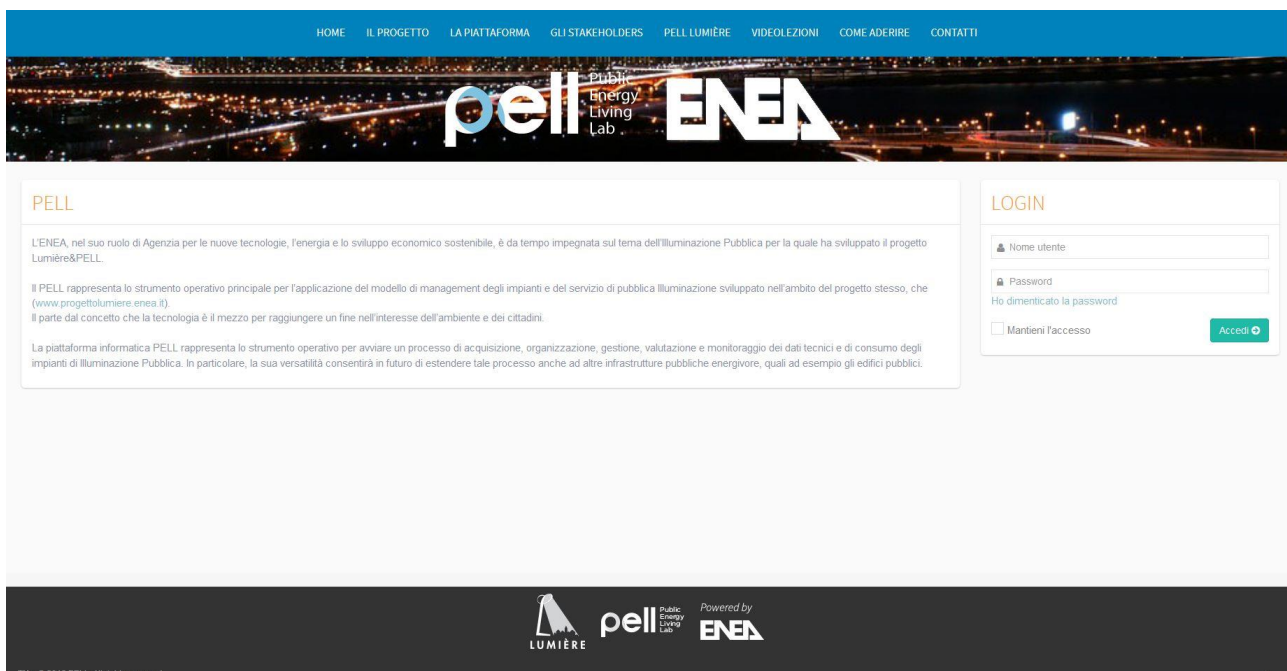 HOME IL PROGETTO LA PIATTAFORMA GLI STAKEHOLDERS PELL LUMIÈRE VIDEOLEZIONI COME ADERIRE CONTATTI
pell Public
Energy
Living
Lab
ENEA
PELL
L'ENEA, nel suo ruolo di Agenzia per le nuove tecnologie, l'energia e lo sviluppo economico sostenibile, è da tempo impegnata sul tema dell'Illuminazione Pubblica per la quale ha sviluppato il progetto
Lumière&PELL.
Il PELL rappresenta lo strumento operativo principale per l'applicazione del modello di management degli impianti e del servizio di pubblica Illuminazione sviluppato nell'ambito del progetto stesso, che
(www.progettolumiere.enea.it).
Il parte dal concetto che la tecnologia è il mezzo per raggiungere un fine nell'interesse dell'ambiente e dei cittadini.
La piattaforma informatica PELL rappresenta lo strumento operativo per avviare un processo di acquisizione, organizzazione, gestione, valutazione e monitoraggio dei dati tecnici e di consumo degli
impianti di Illuminazione Pubblica. In particolare, la sua versatilità consentirà in futuro di estendere tale processo anche ad altre infrastrutture pubbliche energivore, quali ad esempio gli edifici pubblici.
LOGIN
Nome utente
Password
Ho dimenticato la password
Mantieni l'accesso
Accedi
LUMIÈRE
pell Public
Energy
Living
Lab
Powered by
ENEA